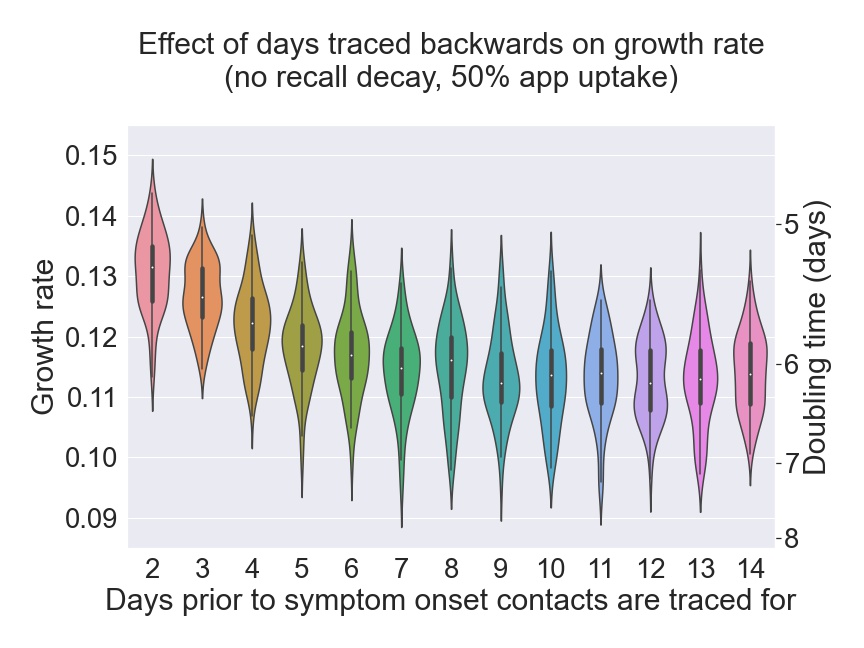 Effect of days traced backwards on growth rate
(no recall decay, 50% app uptake)
0.15
0.14
0.13
0.12
0.11
0.10
0.09
Growth rate
5
6
7
8
Doubling time (days)
2 3 4 5 6 7 8 9 10 11 12 13 14
Days prior to symptom onset contacts are traced for